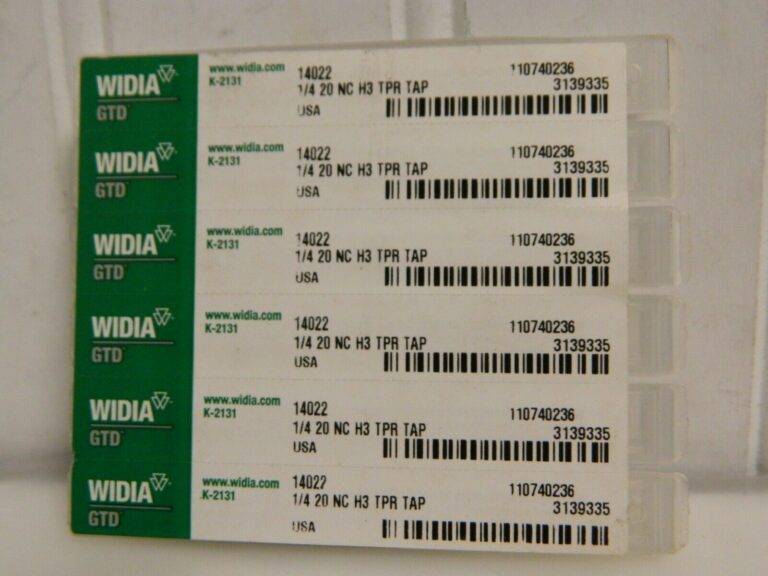 WIDIA
GTD
www.widia.com
K-2131
14022 110740236
1/4 20 NC H3 TPR TAP 3139335
USA
WIDIA
GTD
www.widia.com
K-2131
14022 110740236
1/4 20 NC H3 TPR TAP 3139335
USA
WIDIA
GTD
www.widia.com
K-2131
14022 110740236
1/4 20 NC H3 TPR TAP 3139335
USA
WIDIA
GTD
www.widia.com
K-2131
14022 110740236
1/4 20 NC H3 TPR TAP 3139335
USA
WIDIA
GTD
www.widia.com
K-2131
14022 110740236
1/4 20 NC H3 TPR TAP 3139335
USA
WIDIA
GTD
www.widia.com
K-2131
14022 110740236
1/4 20 NC H3 TPR TAP 3139335
USA